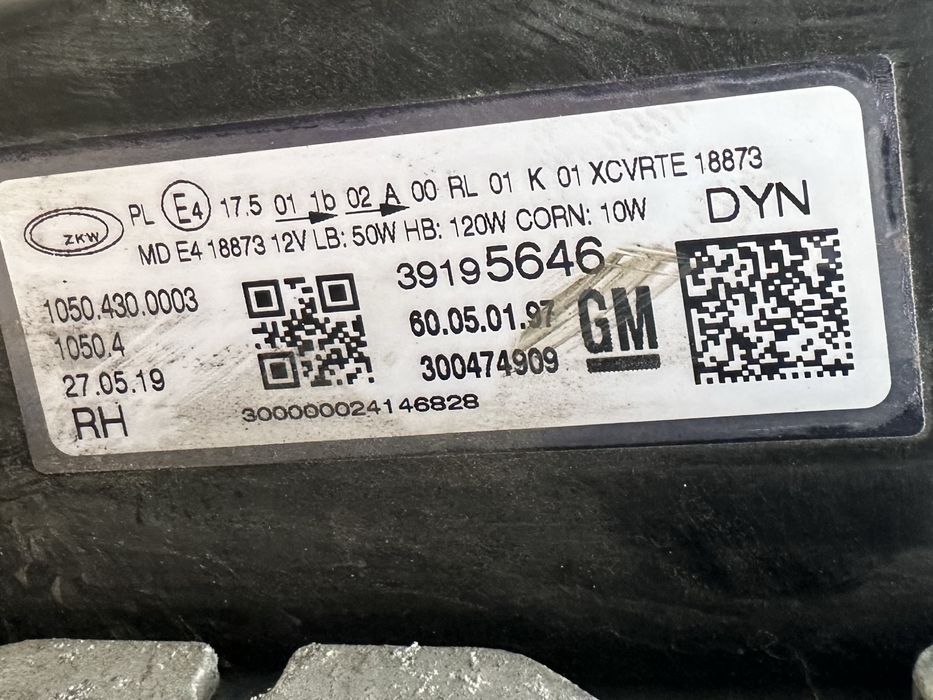 ZKW
PL E4 17.5 01 1b 02 A 00 RL 01 K 01 XCVRTE 18873
MD E4 18873 12V LB: 50W HB: 120W CORN: 10W
DYN
1050.430.0003
1050.4
27.05.19
RH
39195646
60.05.01.97
300474909
GM
300000024146828